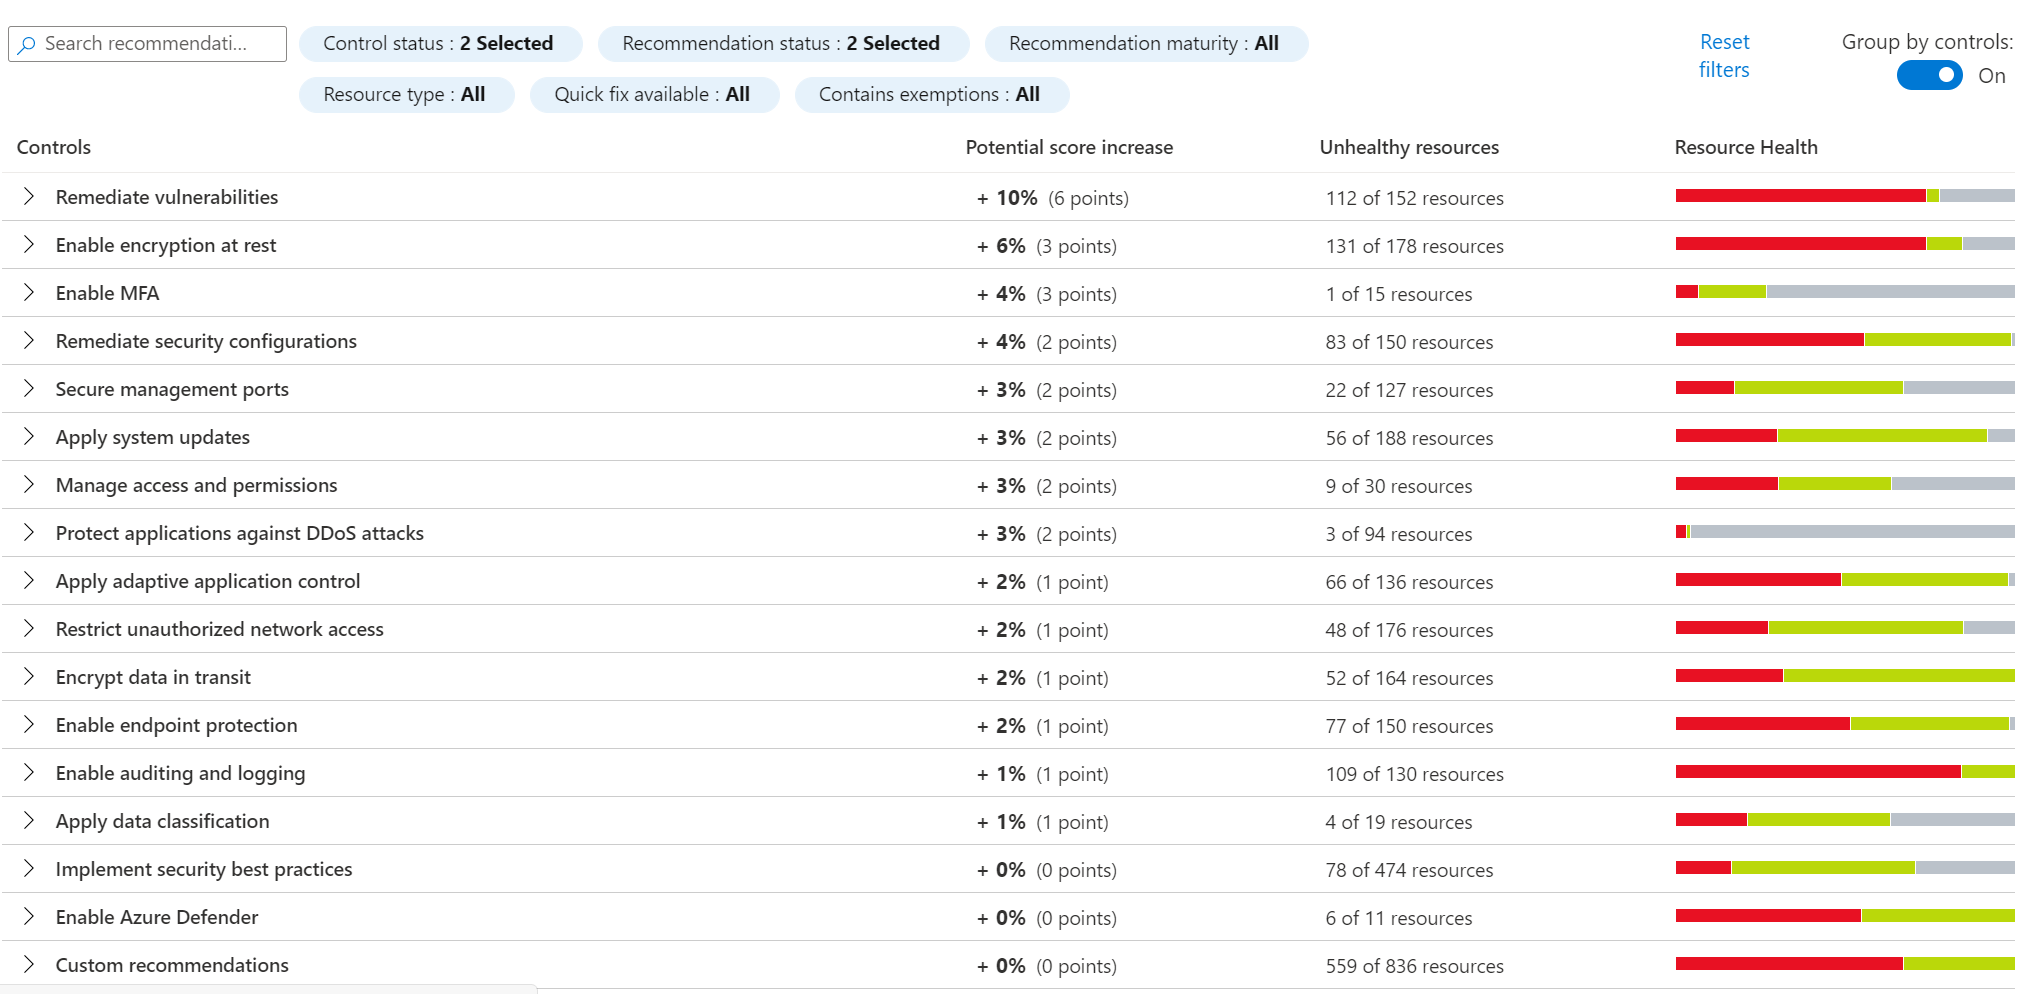 Search recommendati...
Control status : 2 Selected
Recommendation status : 2 Selected
Recommendation maturity : All
Resource type : All
Quick fix available : All
Contains exemptions : All
Reset
filters
Group by controls:
On
Controls Potential score increase Unhealthy resources Resource Health
Remediate vulnerabilities + 10% (6 points) 112 of 152 resources
Enable encryption at rest + 6% (3 points) 131 of 178 resources
Enable MFA + 4% (3 points) 1 of 15 resources
Remediate security configurations + 4% (2 points) 83 of 150 resources
Secure management ports + 3% (2 points) 22 of 127 resources
Apply system updates + 3% (2 points) 56 of 188 resources
Manage access and permissions + 3% (2 points) 9 of 30 resources
Protect applications against DDoS attacks + 3% (2 points) 3 of 94 resources
Apply adaptive application control + 2% (1 point) 66 of 136 resources
Restrict unauthorized network access + 2% (1 point) 48 of 176 resources
Encrypt data in transit + 2% (1 point) 52 of 164 resources
Enable endpoint protection + 2% (1 point) 77 of 150 resources
Enable auditing and logging + 1% (1 point) 109 of 130 resources
Apply data classification + 1% (1 point) 4 of 19 resources
Implement security best practices + 0% (0 points) 78 of 474 resources
Enable Azure Defender + 0% (0 points) 6 of 11 resources
Custom recommendations + 0% (0 points) 559 of 836 resources